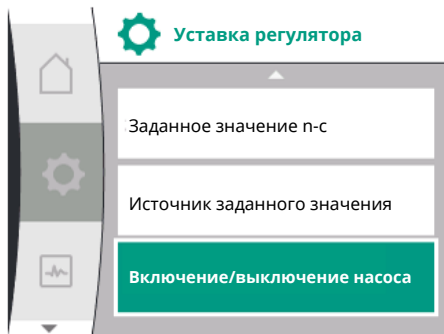 Уставка регулятора
Заданное значение n-c
Источник заданного значения
Включение/выключение насоса